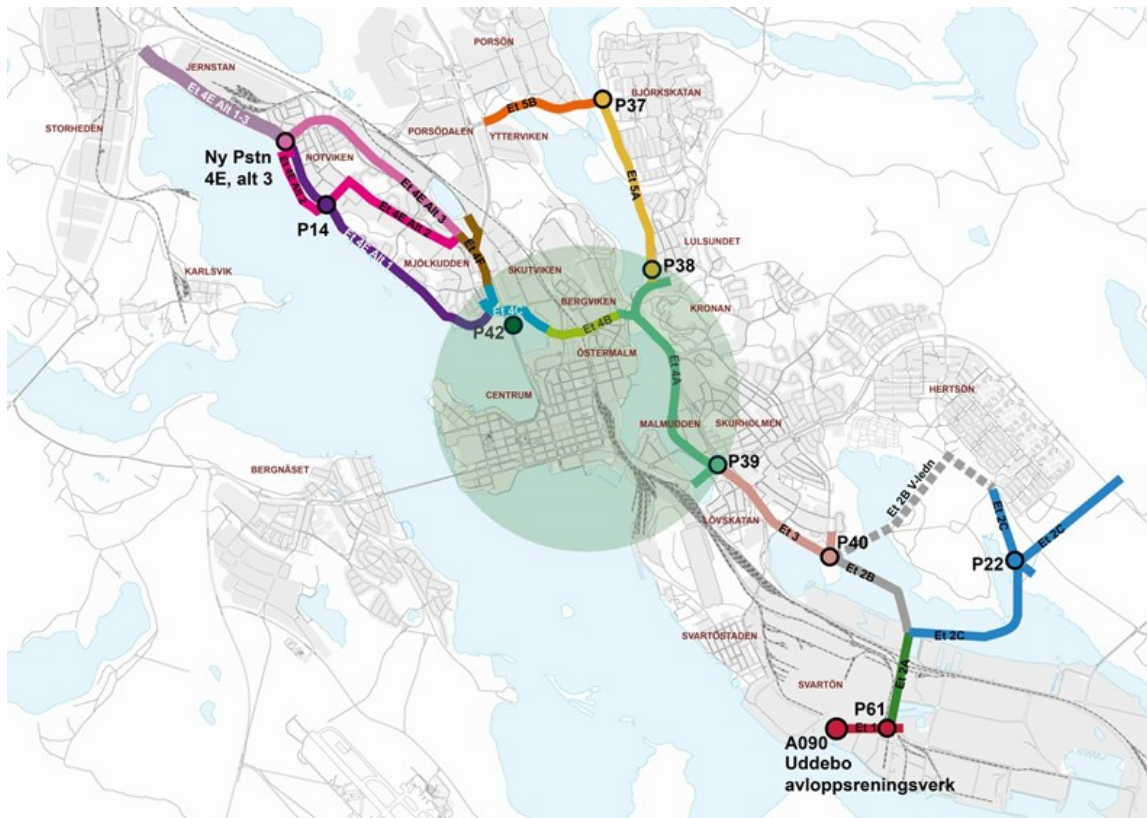 PORSÖN
JERNSTAN
Et 4E Alt 1-3
Et 5B
P37
BJÖRKSKATAN
STORHEDEN
PORSÖDALEN
YTTERVIKEN
Ny Pstn
4E, alt 3
NOTVIKEN
Et 4E Alt 2
Et 4E Alt 3
Et 5A
P14
Et 4E Alt 2
Et 4E Alt 1
Et 4F
LULSUNDET
MJÖLKUDDEN
SKUTVIKEN
P38
KARLSVIK
BERGVIKEN
KRONAN
Et 4C
Et 4B
P42
ÖSTERMALM
Et 4A
CENTRUM
HERTSÖN
MALMUDDEN
SKURHOLMEN
P39
BERGNÄSET
Et 2B V-ledn
LÖVSKATAN
Et 3
Et 2C
Et 2C
P40
P22
Et 2B
SVARTÖSTADEN
Et 2C
Et 2A
SVARTÖN
P61
Et 1
A090
Uddebo
avloppsreningsverk